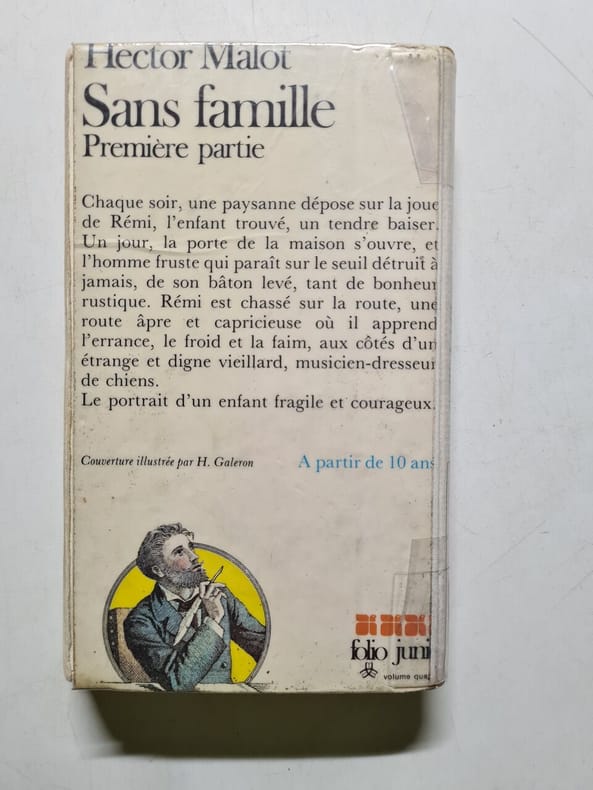 Hector Malot
Sans famille
Première partie
Chaque soir, une paysanne dépose sur la joue
de Rémi, l'enfant trouvé, un tendre baiser.
Un jour, la porte de la maison s'ouvre, et
l'homme fruste qui paraît sur le seuil détruit à
jamais, de son bâton levé, tant de bonheur
rustique. Rémi est chassé sur la route, une
route âpre et capricieuse où il apprend
l'errance, le froid et la faim, aux côtés d'un
étrange et digne vieillard, musicien-dresseur
de chiens.
Le portrait d'un enfant fragile et courageux.
Couverture illustrée par H. Galeron
A partir de 10 ans
folio juni
volume